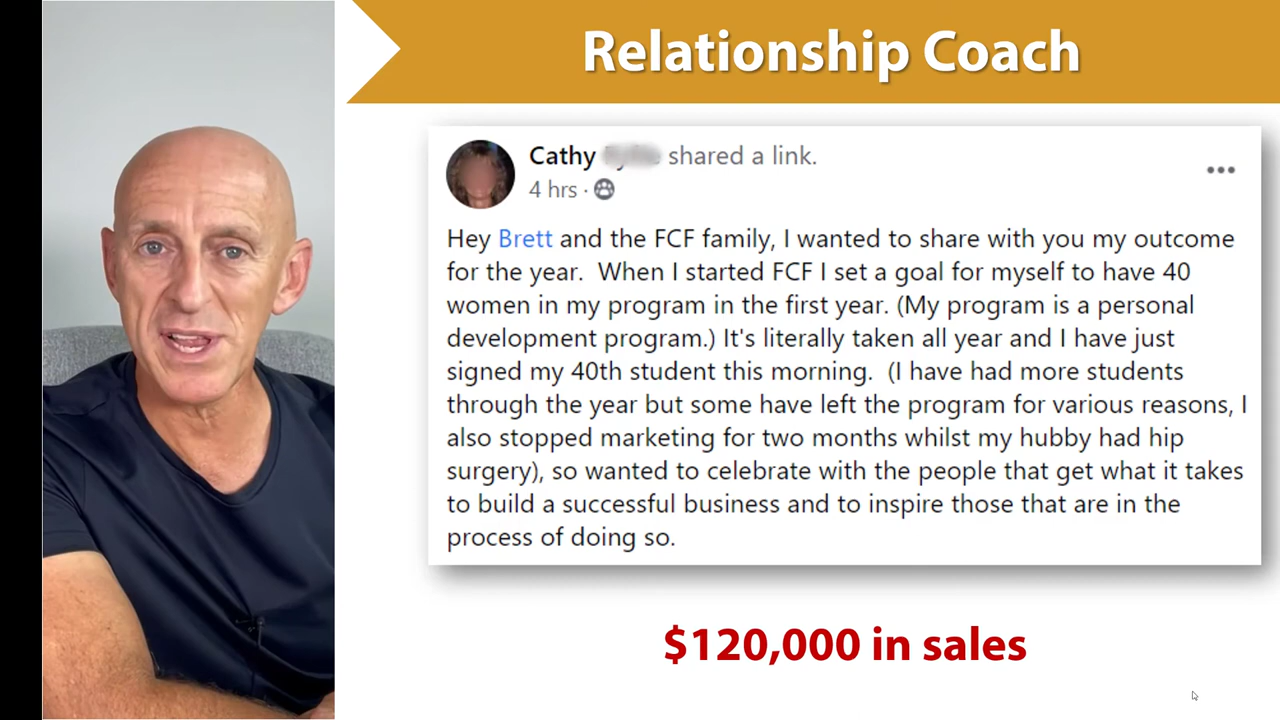 Relationship Coach
Cathy shared a link.
4 hrs ·
Hey Brett and the FCF family, I wanted to share with you my outcome
for the year.  When I started FCF I set a goal for myself to have 40
women in my program in the first year. (My program is a personal
development program.) It's literally taken all year and I have just
signed my 40th student this morning.  (I have had more students
through the year but some have left the program for various reasons, I
also stopped marketing for two months whilst my hubby had hip
surgery), so wanted to celebrate with the people that get what it takes
to build a successful business and to inspire those that are in the
process of doing so.
$120,000 in sales